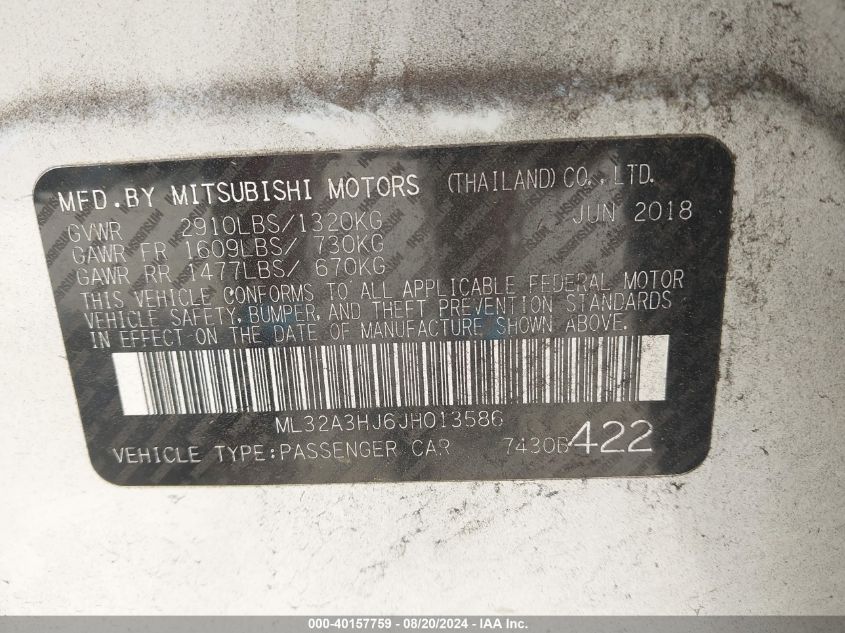 MFD.BY MITSUBISHI MOTORS (THAILAND) CO., LTD.
GVWR 2910LBS/1320KG JUN 2018
GAWR FR 1609LBS/ 730KG
GAWR RR 1477LBS/ 670KG
THIS VEHICLE CONFORMS TO ALL APPLICABLE FEDERAL MOTOR
VEHICLE SAFETY, BUMPER, AND THEFT PREVENTION STANDARDS
IN EFFECT ON THE DATE OF MANUFACTURE SHOWN ABOVE.
ML32A3HJ6JH013586
VEHICLE TYPE:PASSENGER CAR 7430B 422
000-40157759 | 08/20/2024 - IAA Inc.